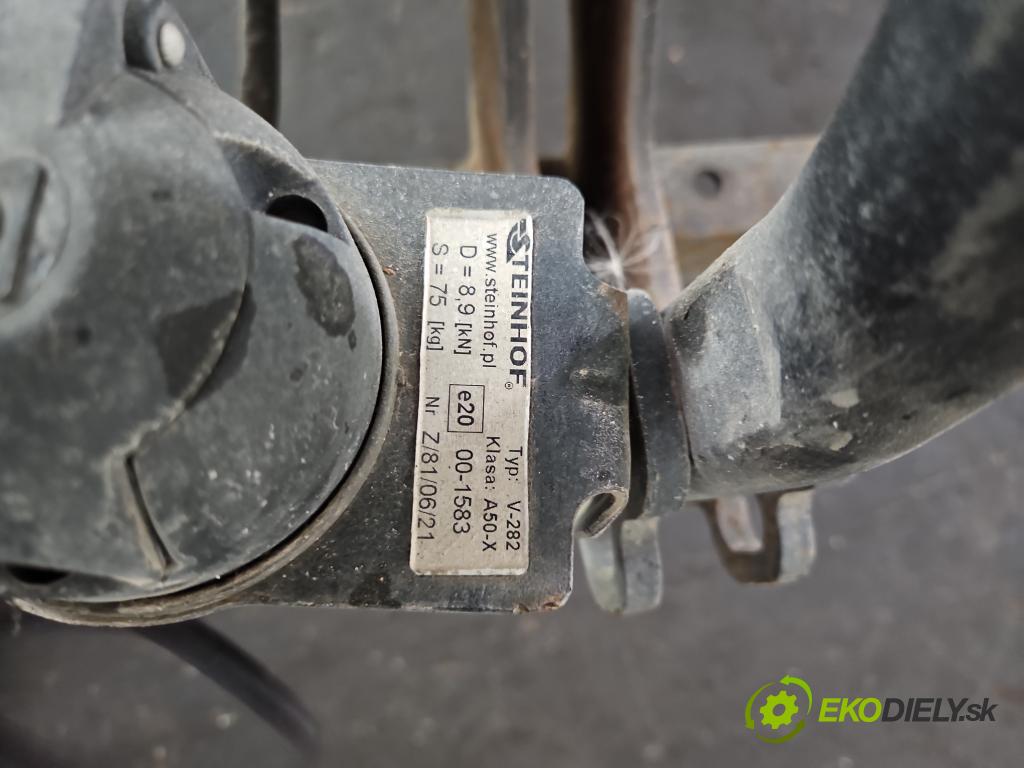 STEINHOF®
www.steinhof.pl
D = 8,9 [kN]
S = 75 [kg]
Typ: V-282
Klasa: A50-X
e20 00-1583
Nr Z/81/06/21
EKODIELY.sk